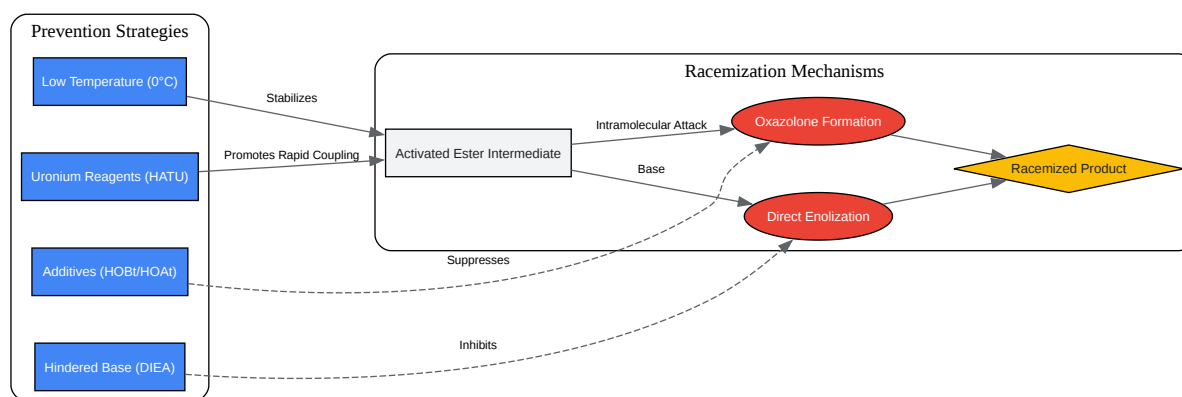 Prevention Strategies
Low Temperature (0°C)
Uronium Reagents (HATU)
Additives (HOBt/HOAt)
Hindered Base (DIEA)
Stabilizes
Promotes Rapid Coupling
Suppresses
Inhibits
Racemization Mechanisms
Activated Ester Intermediate
Intramolecular Attack
Base
Oxazolone Formation
Direct Enolization
Racemized Product